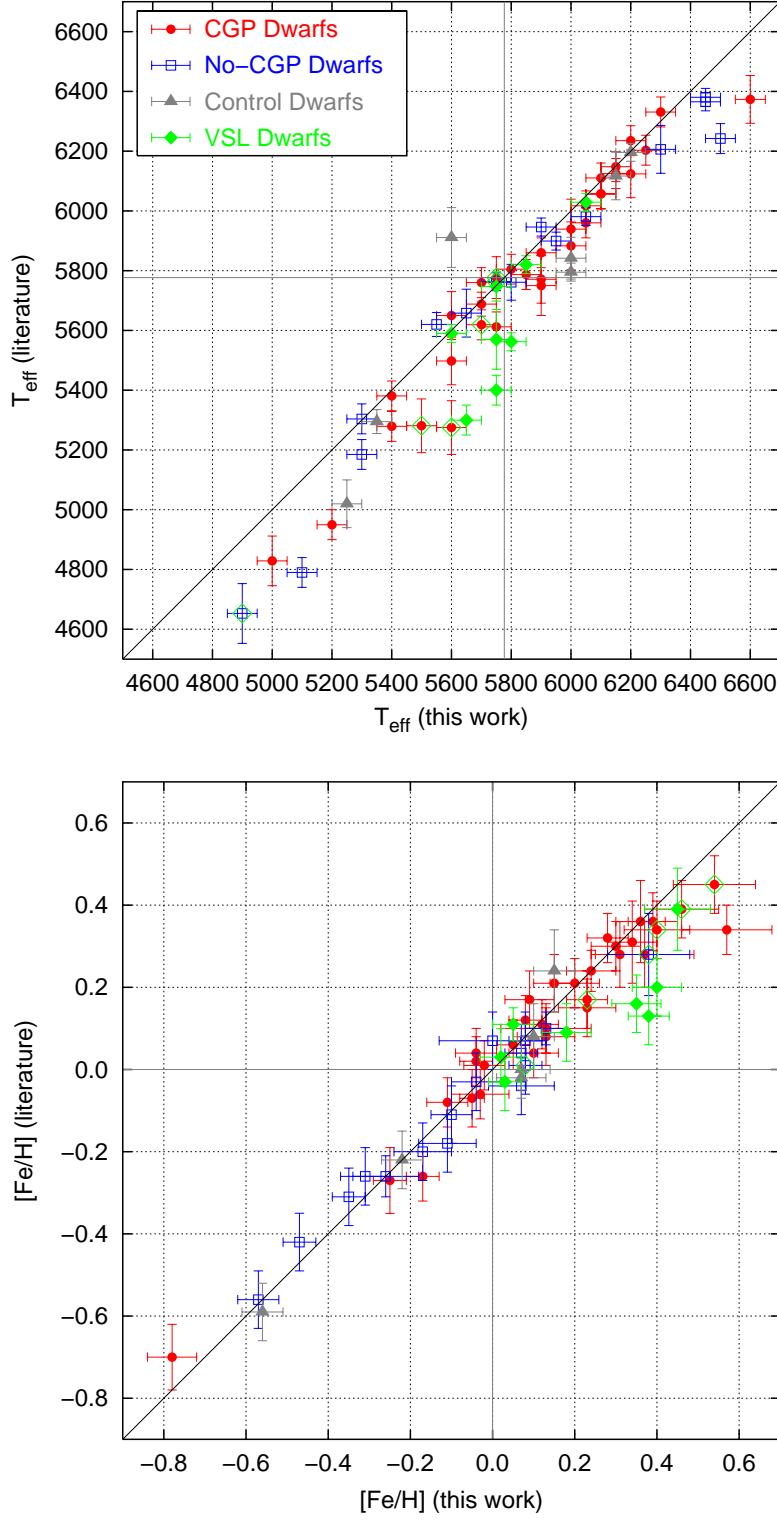 6600
6400
6200
6000
5800
5600
5400
5200
5000
4800
4600
T_eff (literature)
CGP Dwarfs
No−CGP Dwarfs
Control Dwarfs
VSL Dwarfs
4600 4800 5000 5200 5400 5600 5800 6000 6200 6400 6600
T_eff (this work)
0.6
0.4
0.2
0.0
−0.2
−0.4
−0.6
−0.8
[Fe/H] (literature)
−0.8 −0.6 −0.4 −0.2 0.0 0.2 0.4 0.6
[Fe/H] (this work)